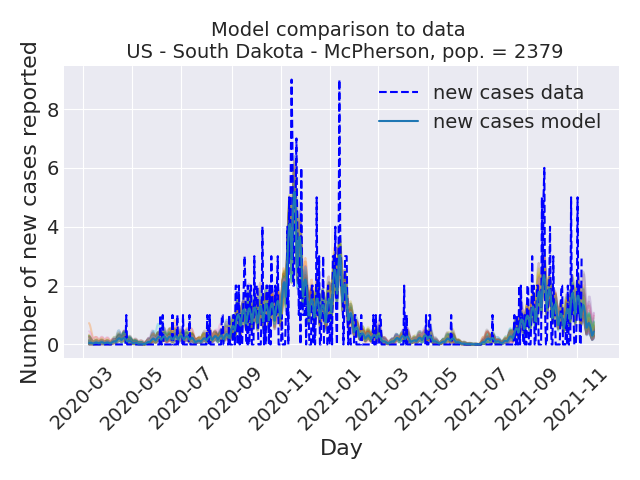 Model comparison to data
US - South Dakota - McPherson, pop. = 2379
Number of new cases reported
8
6
4
2
0
new cases data
new cases model
2020-03
2020-05
2020-07
2020-09
2020-11
2021-01
2021-03
2021-05
2021-07
2021-09
2021-11
Day